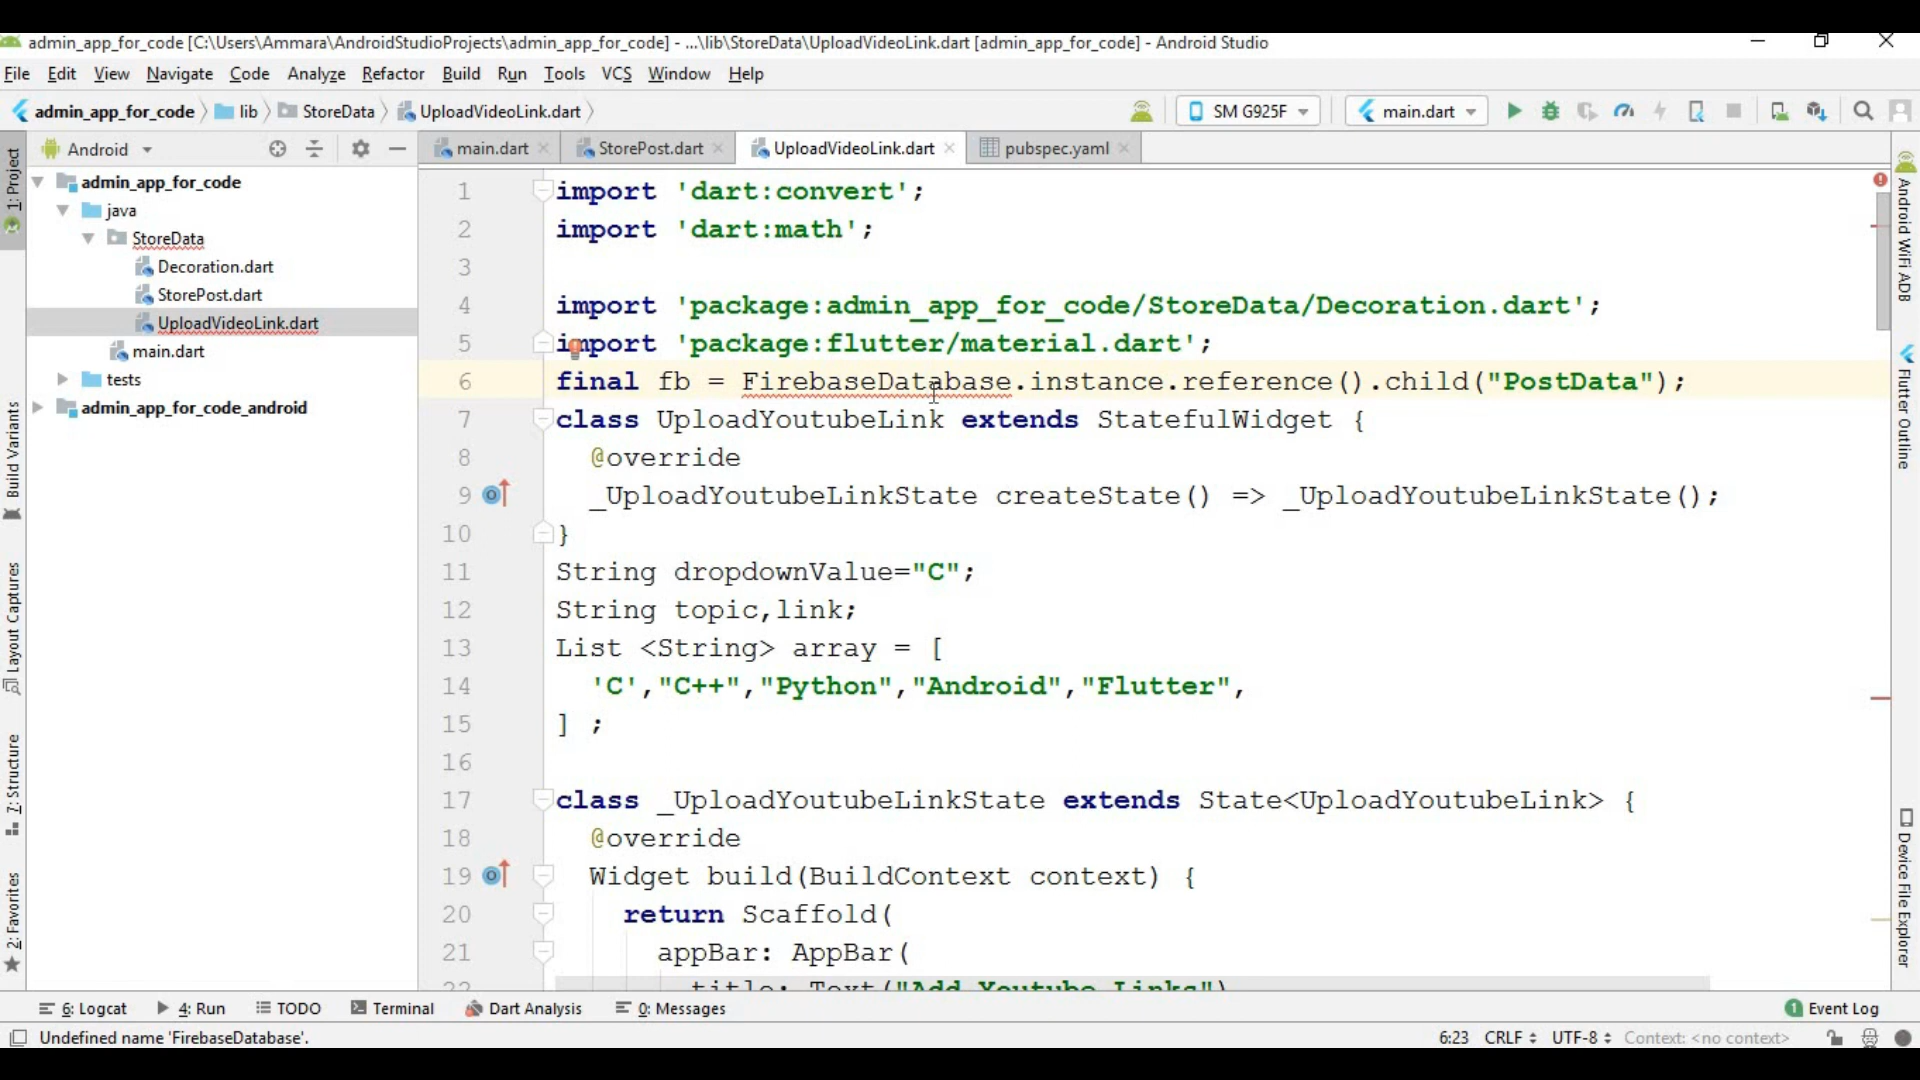 admin_app_for_code [C:\Users\Ammara\AndroidStudioProjects\admin_app_for_code] - ...\lib\StoreData\UploadVideoLink.dart [admin_app_for_code] - Android Studio
File Edit View Navigate Code Analyze Refactor Build Run Tools VCS Window Help
admin_app_for_code lib StoreData UploadVideoLink.dart SM G925F main.dart
Android main.dart StorePost.dart UploadVideoLink.dart pubspec.yaml
admin_app_for_code
java
StoreData
Decoration.dart
StorePost.dart
UploadVideoLink.dart
main.dart
tests
admin_app_for_code_android
1: Project
Build Variants
Layout Captures
7: Structure
2: Favorites
1 import 'dart:convert';
2 import 'dart:math';
3
4 import 'package:admin_app_for_code/StoreData/Decoration.dart';
5 import 'package:flutter/material.dart';
6 final fb = FirebaseDatabase.instance.reference().child("PostData");
7 class UploadYoutubeLink extends StatefulWidget {
8 @override
9 _UploadYoutubeLinkState createState() => _UploadYoutubeLinkState();
10 }
11 String dropdownValue="C";
12 String topic,link;
13 List <String> array = [
14 'C',"C++","Python","Android","Flutter",
15 ] ;
16
17 class _UploadYoutubeLinkState extends State<UploadYoutubeLink> {
18 @override
19 Widget build(BuildContext context) {
20 return Scaffold(
21 appBar: AppBar(
22 title: Text("Add Youtube Links")
Android WiFi ADB
Flutter Outline
Device File Explorer
6: Logcat 4: Run TODO Terminal Dart Analysis 0: Messages 1 Event Log
Undefined name 'FirebaseDatabase'. 6:23 CRLF UTF-8 Context: <no context>